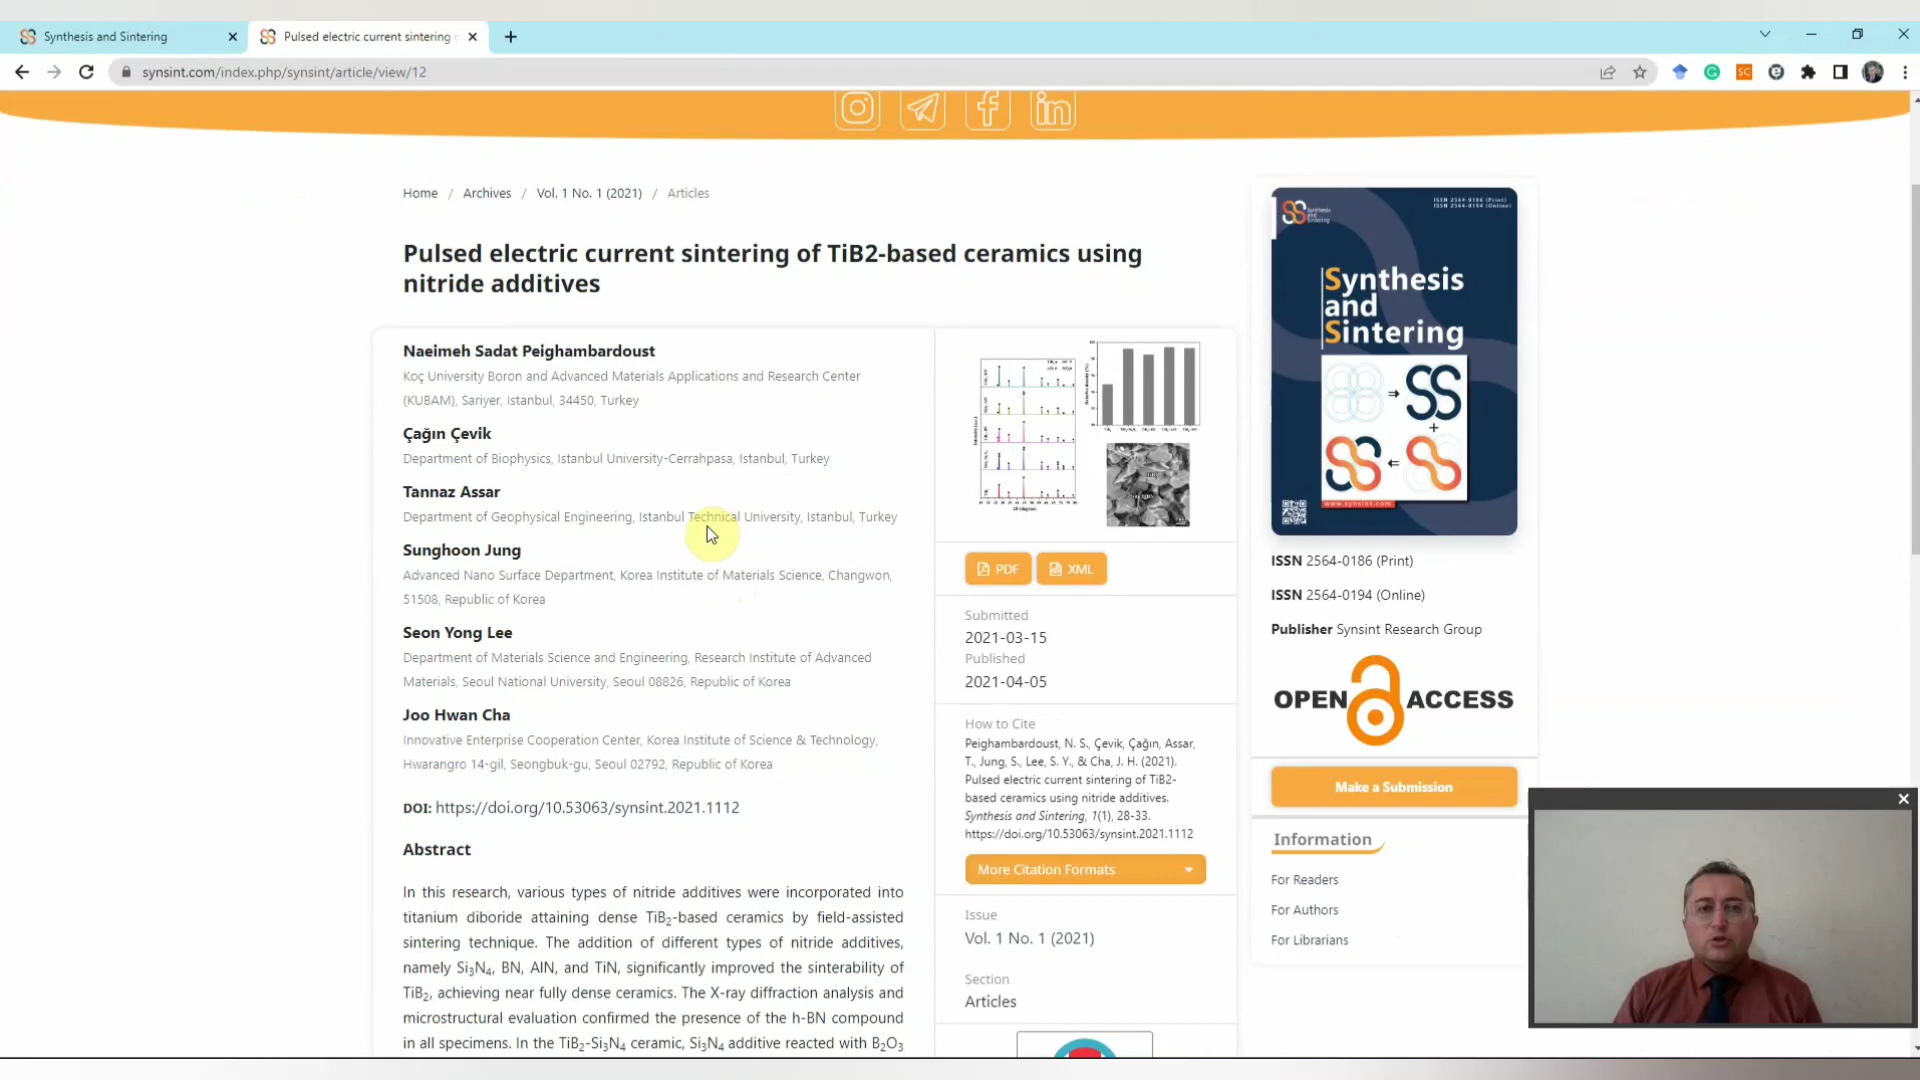 Synthesis and Sintering
Pulsed electric current sintering
synsint.com/index.php/synsint/article/view/12
Home / Archives / Vol. 1 No. 1 (2021) / Articles
Pulsed electric current sintering of TiB2-based ceramics using
nitride additives
Naeimeh Sadat Peighambardoust
Koç University Boron and Advanced Materials Applications and Research Center
(KUBAM), Sariyer, Istanbul, 34450, Turkey
Çağın Çevik
Department of Biophysics, Istanbul University-Cerrahpasa, Istanbul, Turkey
Tannaz Assar
Department of Geophysical Engineering, Istanbul Technical University, Istanbul, Turkey
Sunghoon Jung
Advanced Nano Surface Department, Korea Institute of Materials Science, Changwon,
51508, Republic of Korea
Seon Yong Lee
Department of Materials Science and Engineering, Research Institute of Advanced
Materials, Seoul National University, Seoul 08826, Republic of Korea
Joo Hwan Cha
Innovative Enterprise Cooperation Center, Korea Institute of Science & Technology,
Hwarangro 14-gil, Seongbuk-gu, Seoul 02792, Republic of Korea
DOI: https://doi.org/10.53063/synsint.2021.1112
Abstract
In this research, various types of nitride additives were incorporated into
titanium diboride attaining dense TiB₂-based ceramics by field-assisted
sintering technique. The addition of different types of nitride additives,
namely Si₃N₄, BN, AlN, and TiN, significantly improved the sinterability of
TiB₂, achieving near fully dense ceramics. The X-ray diffraction analysis and
microstructural evaluation confirmed the presence of the h-BN compound
in all specimens. In the TiB₂-Si₃N₄ ceramic, Si₃N₄ additive reacted with B₂O₃
PDF
XML
Submitted
2021-03-15
Published
2021-04-05
How to Cite
Peighambardoust, N. S., Çevik, Çağın, Assar,
T., Jung, S., Lee, S. Y., & Cha, J. H. (2021).
Pulsed electric current sintering of TiB2-
based ceramics using nitride additives.
Synthesis and Sintering, 1(1), 28-33.
https://doi.org/10.53063/synsint.2021.1112
More Citation Formats
Issue
Vol. 1 No. 1 (2021)
Section
Articles
ISSN 2564-0186 (Print)
ISSN 2564-0194 (Online)
Synthesis
and
Sintering
www.synsint.com
ISSN 2564-0186 (Print)
ISSN 2564-0194 (Online)
Publisher Synsint Research Group
OPEN ACCESS
Make a Submission
Information
For Readers
For Authors
For Librarians